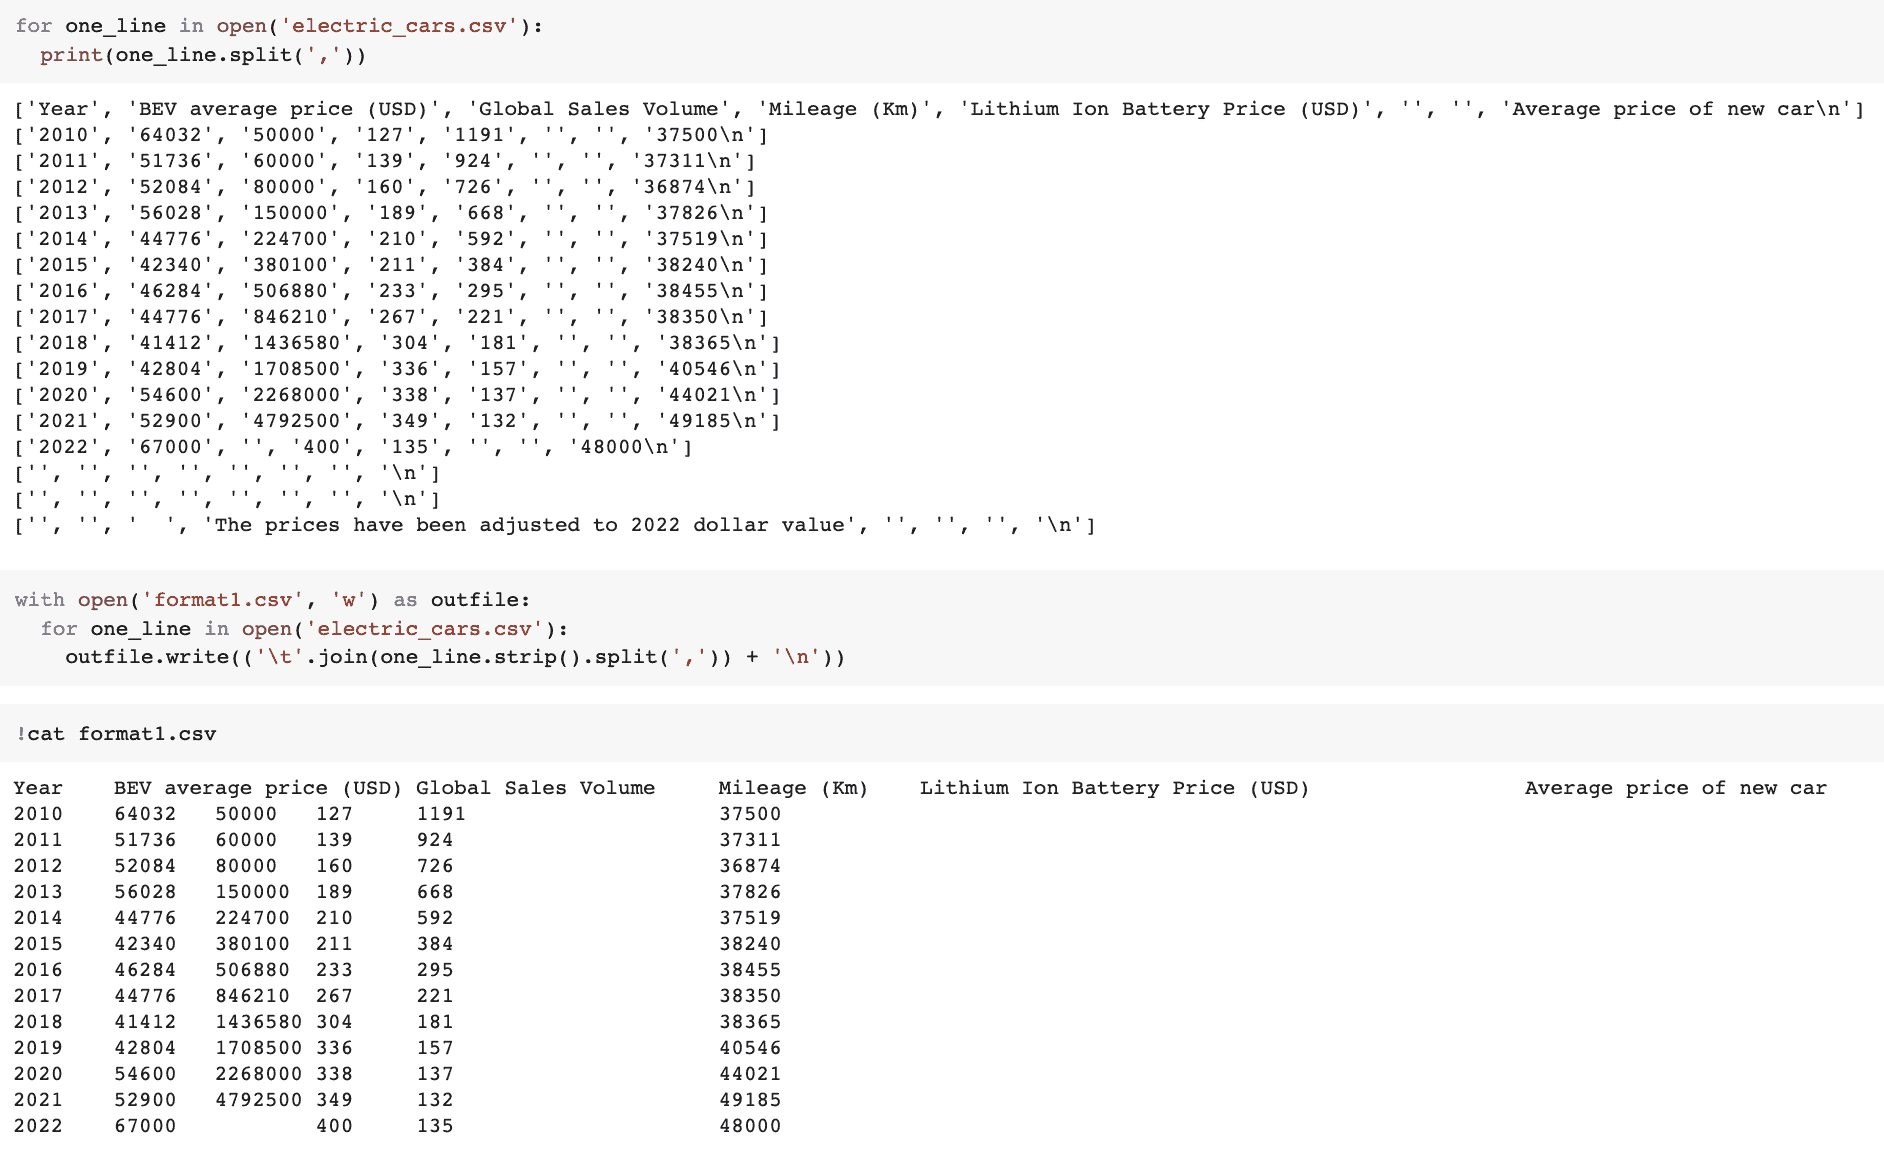 for one_line in open('electric_cars.csv'):
  print(one_line.split(','))
['Year', 'BEV average price (USD)', 'Global Sales Volume', 'Mileage (Km)', 'Lithium Ion Battery Price (USD)', '', '', 'Average price of new car\n']
['2010', '64032', '50000', '127', '1191', '', '', '37500\n']
['2011', '51736', '60000', '139', '924', '', '', '37311\n']
['2012', '52084', '80000', '160', '726', '', '', '36874\n']
['2013', '56028', '150000', '189', '668', '', '', '37826\n']
['2014', '44776', '224700', '210', '592', '', '', '37519\n']
['2015', '42340', '380100', '211', '384', '', '', '38240\n']
['2016', '46284', '506880', '233', '295', '', '', '38455\n']
['2017', '44776', '846210', '267', '221', '', '', '38350\n']
['2018', '41412', '1436580', '304', '181', '', '', '38365\n']
['2019', '42804', '1708500', '336', '157', '', '', '40546\n']
['2020', '54600', '2268000', '338', '137', '', '', '44021\n']
['2021', '52900', '4792500', '349', '132', '', '', '49185\n']
['2022', '67000', '', '400', '135', '', '', '48000\n']
['', '', '', '', '', '', '', '\n']
['', '', '', '', '', '', '', '\n']
['', '', '  ', 'The prices have been adjusted to 2022 dollar value', '', '', '', '\n']
with open('format1.csv', 'w') as outfile:
  for one_line in open('electric_cars.csv'):
    outfile.write(('\t'.join(one_line.strip().split(',')) + '\n'))
!cat format1.csv
Year	BEV average price (USD)	Global Sales Volume	Mileage (Km)	Lithium Ion Battery Price (USD)			Average price of new car
2010	64032	50000	127	1191			37500
2011	51736	60000	139	924			37311
2012	52084	80000	160	726			36874
2013	56028	150000	189	668			37826
2014	44776	224700	210	592			37519
2015	42340	380100	211	384			38240
2016	46284	506880	233	295			38455
2017	44776	846210	267	221			38350
2018	41412	1436580	304	181			38365
2019	42804	1708500	336	157			40546
2020	54600	2268000	338	137			44021
2021	52900	4792500	349	132			49185
2022	67000		400	135			48000